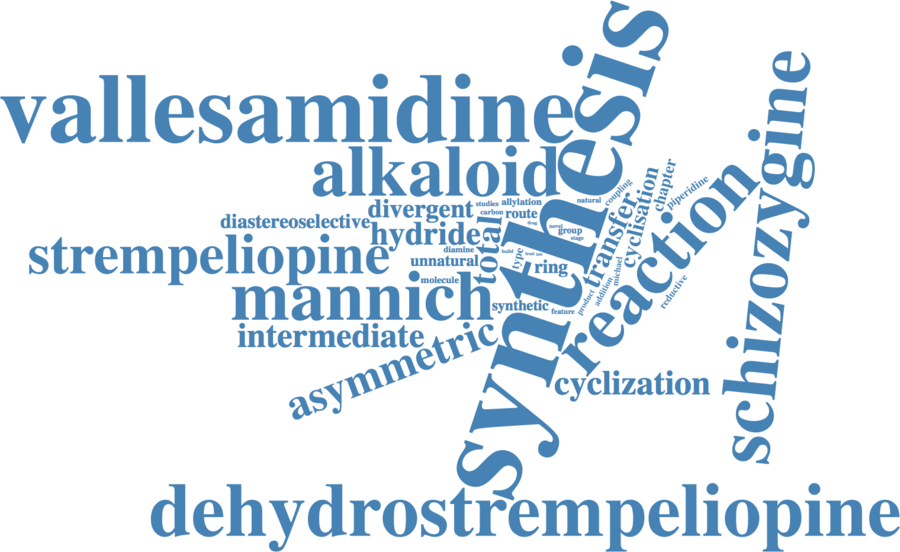 synthesis
vallesamidine
schizozygine
alkaloid
reaction
chapter
piperidine
coupling
natural
cyclisation
transfer
studies
allylation
divergent
carbon
route
diastereoselective
drug
novel
group
hydride
total
stage
strempeliopine
diamine
build
type
unnatural
ring
michael
mannich
molecule
addition
product
reductive
synthetic
feature
intermediate
asymmetric
cyclization
dehydrostrempeliopine